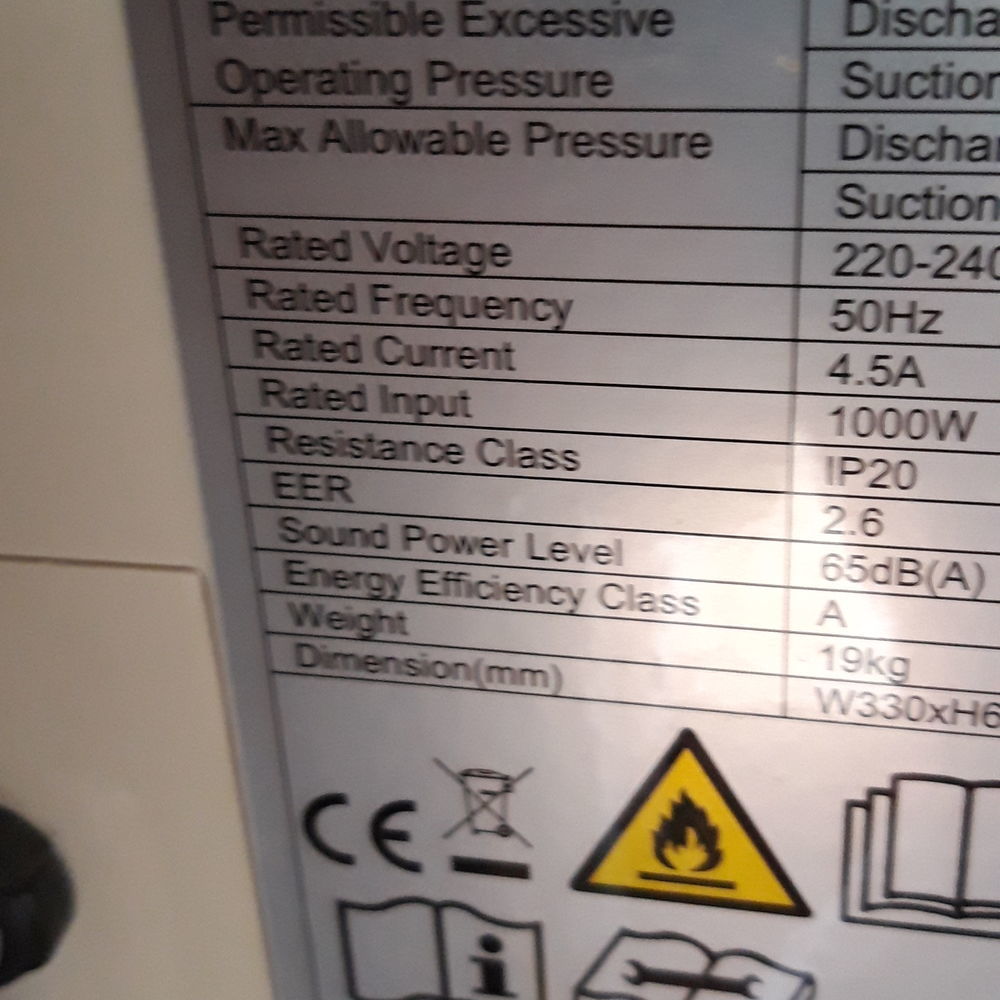 Permissible Excessive Discha
Operating Pressure Suction
Max Allowable Pressure Dischar
Suction
Rated Voltage 220-240
Rated Frequency 50Hz
Rated Current 4.5A
Rated Input 1000W
Resistance Class IP20
EER 2.6
Sound Power Level 65dB(A)
Energy Efficiency Class A
Weight 19kg
Dimension(mm) W330xH6
CE